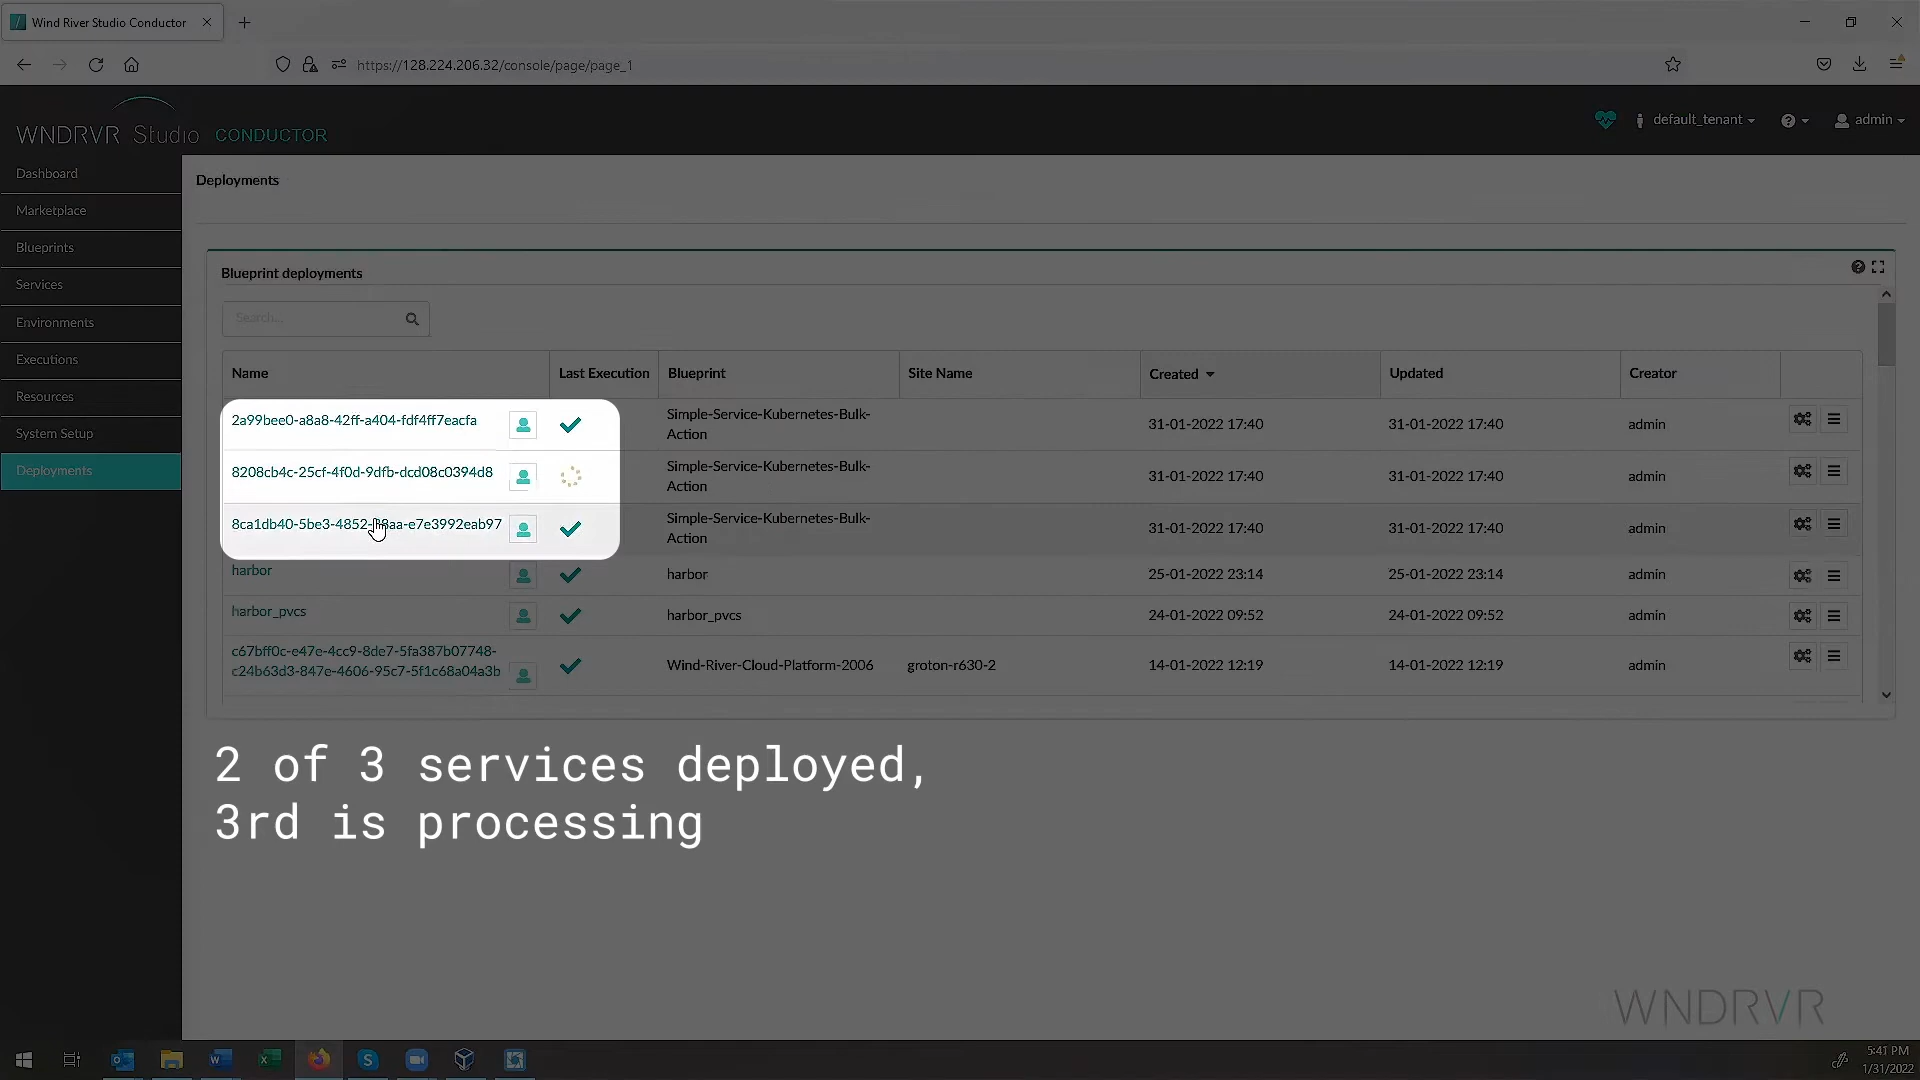 Wind River Studio Conductor
https://128.224.206.32/console/page/page_1
WNDRVR Studio CONDUCTOR
default_tenant
admin
Dashboard
Marketplace
Blueprints
Services
Environments
Executions
Resources
System Setup
Deployments
Deployments
Blueprint deployments
Search...
Name Last Execution Blueprint Site Name Created Updated Creator
2a99bee0-a8a8-42ff-a404-fdf4ff7eacfa Simple-Service-Kubernetes-Bulk-
Action 31-01-2022 17:40 31-01-2022 17:40 admin
8208cb4c-25cf-4f0d-9dfb-dcd08c0394d8 Simple-Service-Kubernetes-Bulk-
Action 31-01-2022 17:40 31-01-2022 17:40 admin
8ca1db40-5be3-4852- Simple-Service-Kubernetes-Bulk-
Action 31-01-2022 17:40 31-01-2022 17:40 admin
harbor harbor 25-01-2022 23:14 25-01-2022 23:14 admin
harbor_pvcs harbor_pvcs 24-01-2022 09:52 24-01-2022 09:52 admin
c67bff0c-e47e-4cc9-8de7-5fa387b07748-
c24b63d3-847e-4606-95c7-5f1c68a04a3b Wind-River-Cloud-Platform-2006 groton-r630-2 14-01-2022 12:19 14-01-2022 12:19 admin
2 of 3 services deployed,
3rd is processing
WNDRVR
5:41 PM
1/31/2022